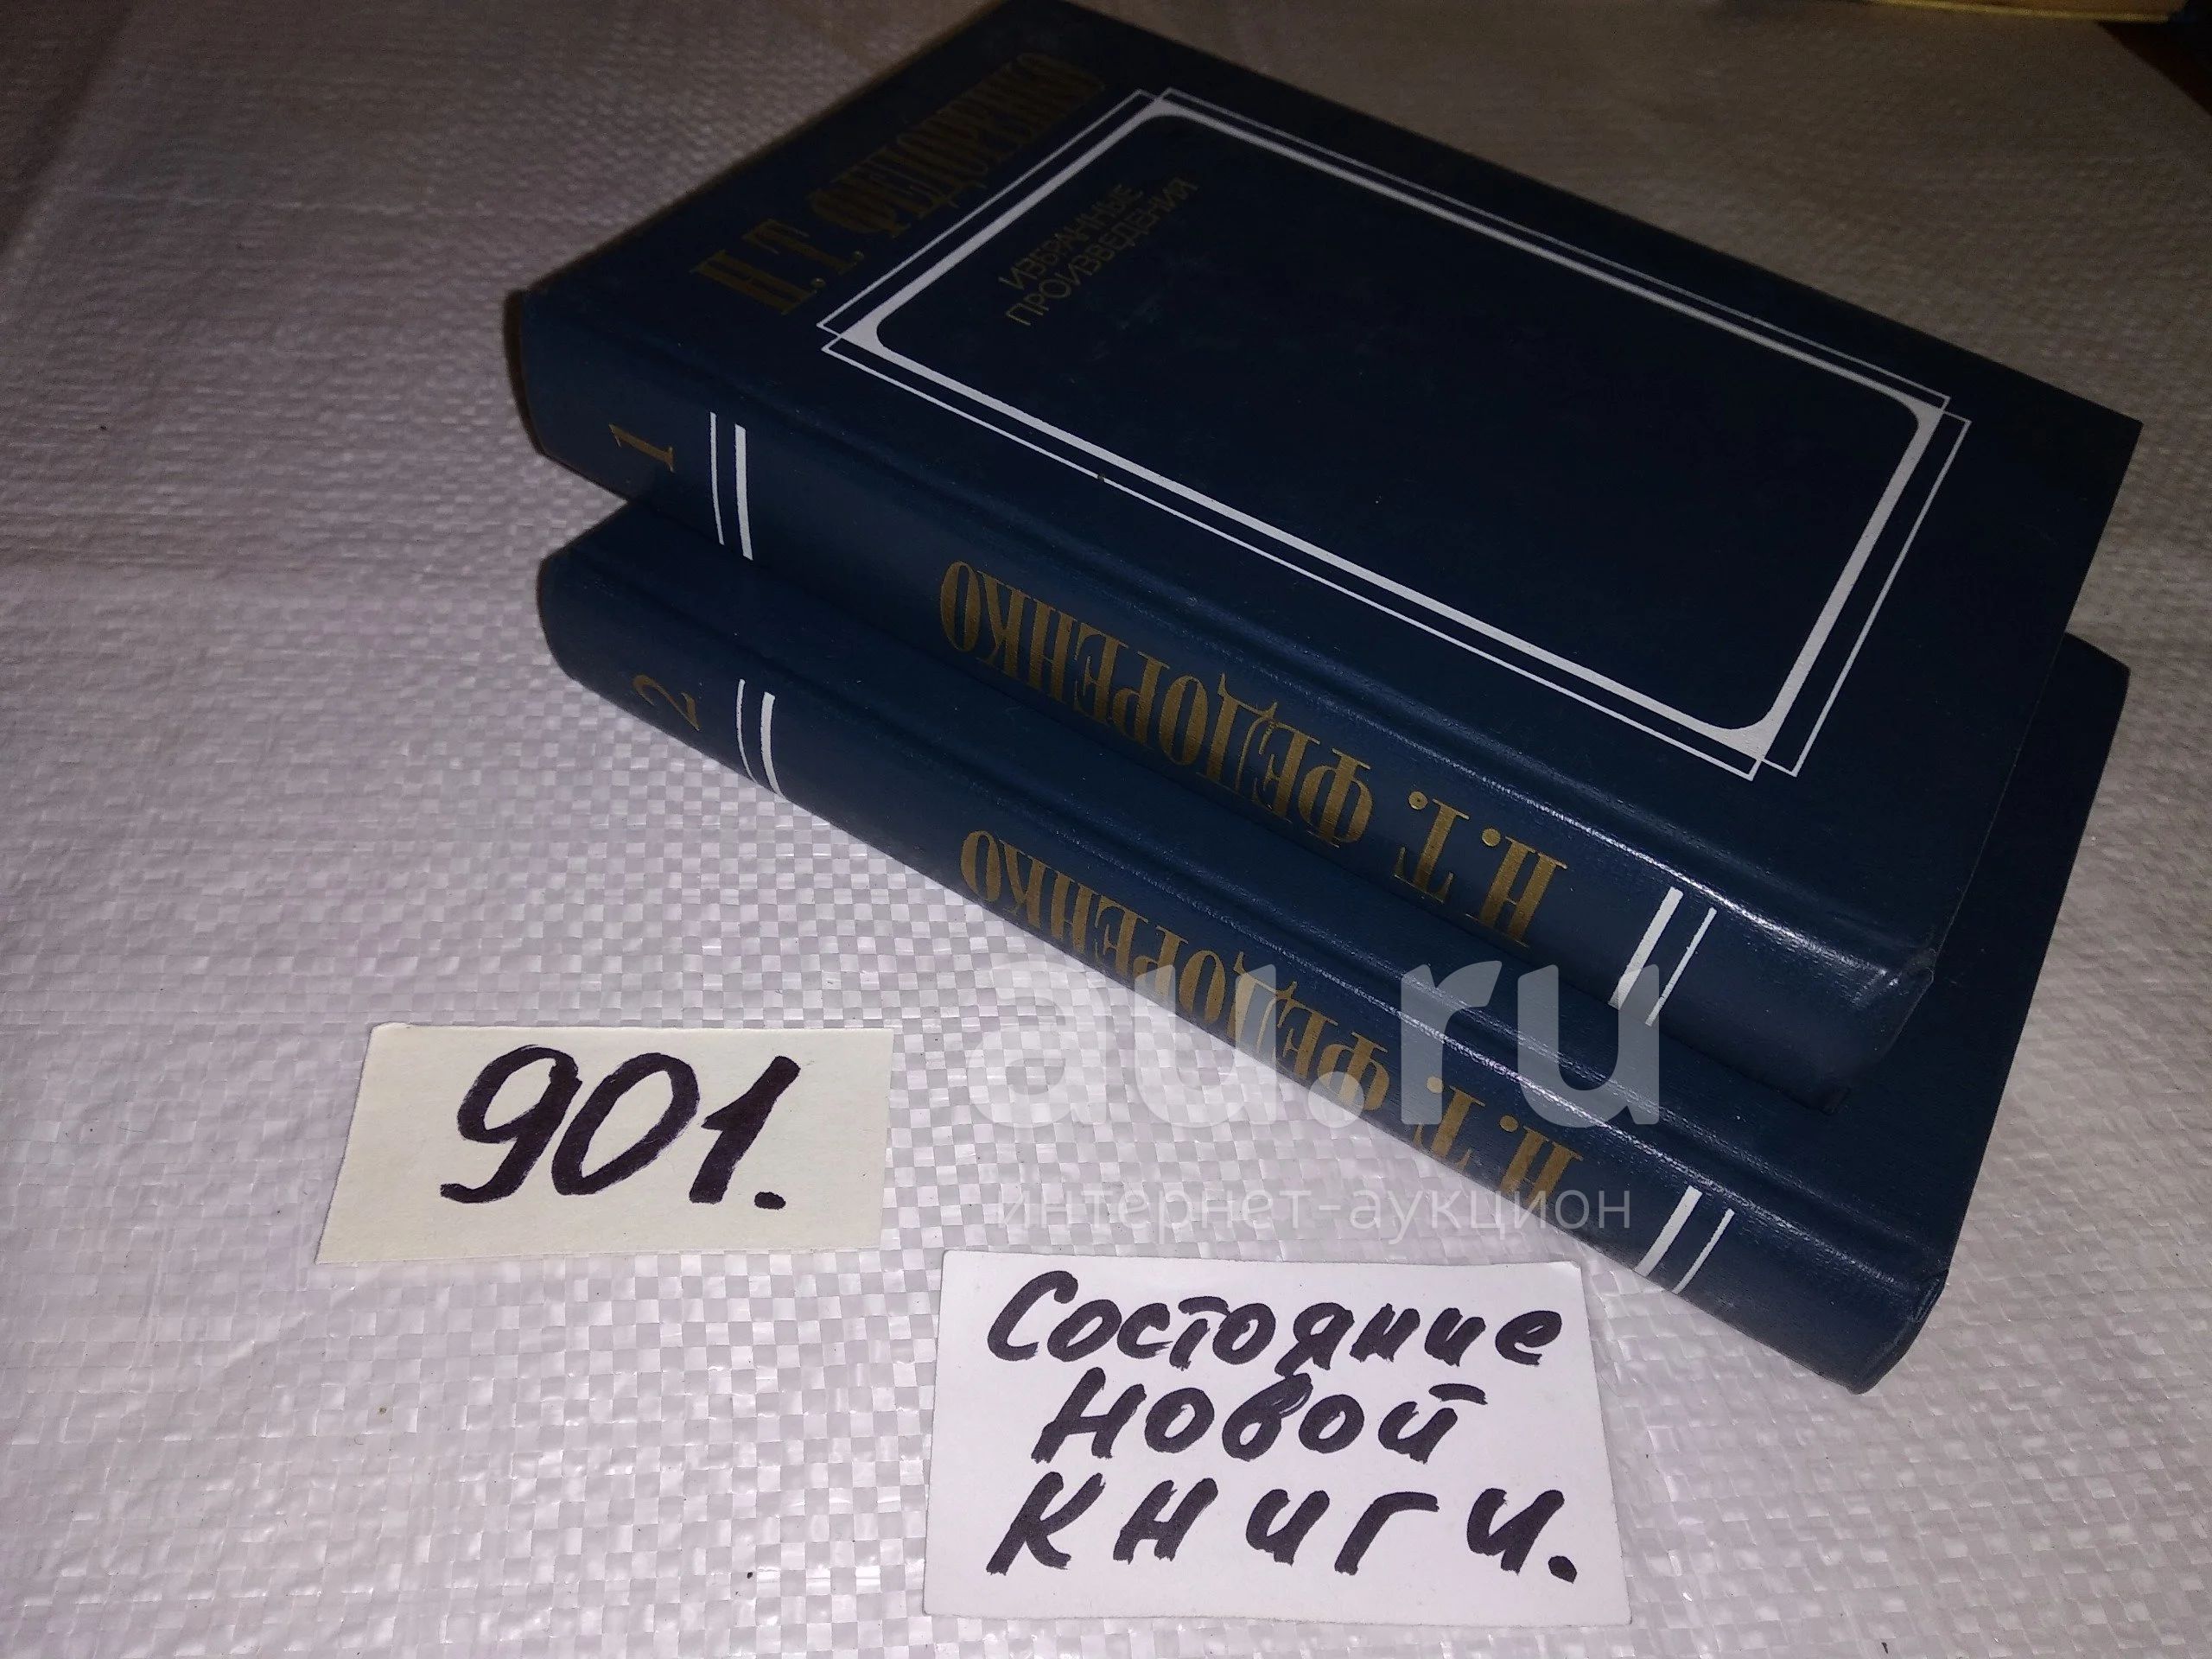 Н. Т. ФЕДОРЕНКО
ИЗБРАННЫЕ
ПРОИЗВЕДЕНИЯ
1
Н. Т. ФЕДОРЕНКО
2
Н. Т. ФЕДОРЕНКО
au.ru
интернет-аукцион
901.
Состояние
новой
книги.